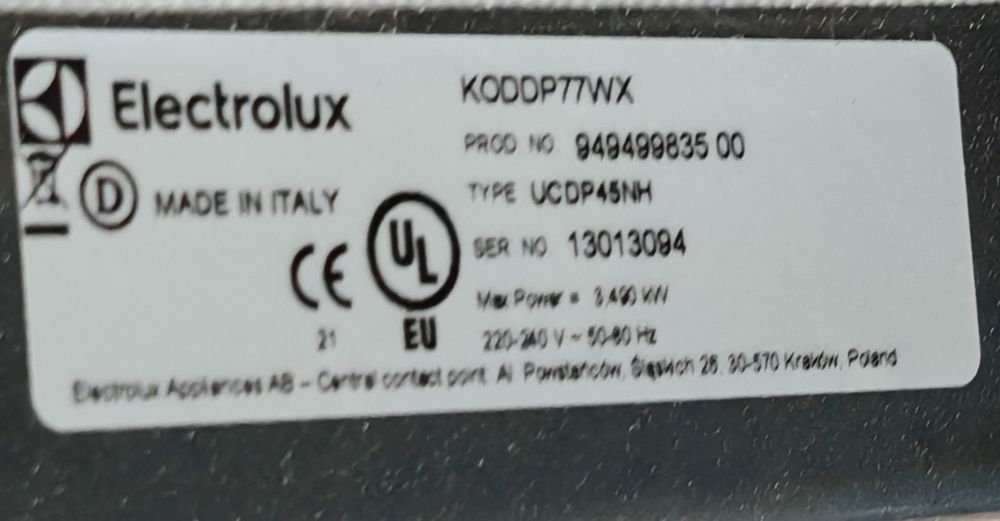 Electrolux
KODDP77WX
PROD NO 949499835 00
D MADE IN ITALY
TYPE UCDP45NH
SER NO 13013094
CE
UL
EU
21
Max Power = 3,490 kW
220-240 V ~ 50-60 Hz
Electrolux Appliances AB - Central contact point Al Powstańców, Śląskich 26, 30-570 Kraków, Poland